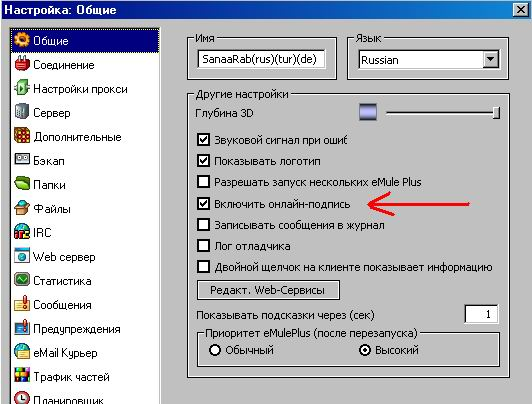 Настройка: Общие
Общие
Соединение
Настройки прокси
Сервер
Дополнительные
Бэкап
Папки
Файлы
IRC
Web сервер
Статистика
Сообщения
Предупреждения
eMail Курьер
Трафик частей
Планировщик
Имя
SanaaRab(rus)(tur)(de)
Язык
Russian
Другие настройки
Глубина 3D
Звуковой сигнал при ошиб
Показывать логотип
Разрешать запуск нескольких eMule Plus
Включить онлайн-подпись
Записывать сообщения в журнал
Лог отладчика
Двойной щелчок на клиенте показывает информацию
Редакт. Web-Сервисы
Показывать подсказки через (сек)
1
Приоритет eMulePlus (после перезапуска)
Обычный
Высокий